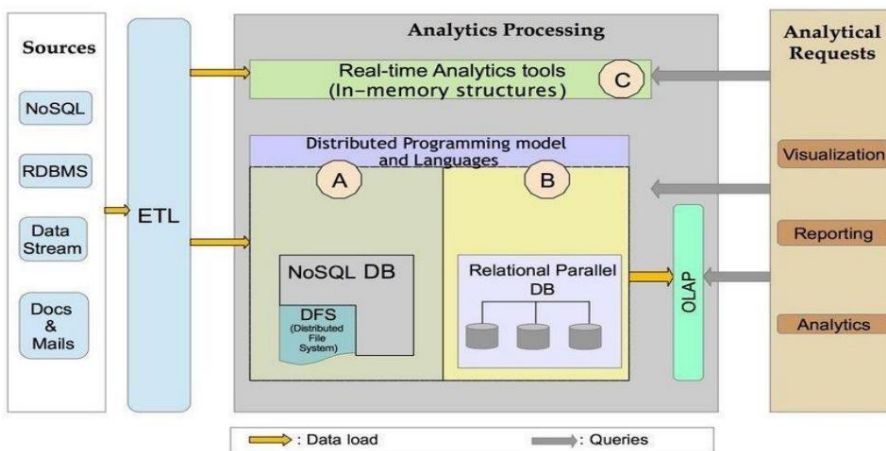 Sources
NoSQL
RDBMS
Data
Stream
Docs
&
Mails
ETL
Analytics Processing
Real-time Analytics tools
(In-memory structures)
C
Distributed Programming model
and Languages
A
B
NoSQL DB
DFS
(Distributed
File
System)
Relational Parallel
DB
OLAP
Analytical
Requests
Visualization
Reporting
Analytics
: Data load
: Queries